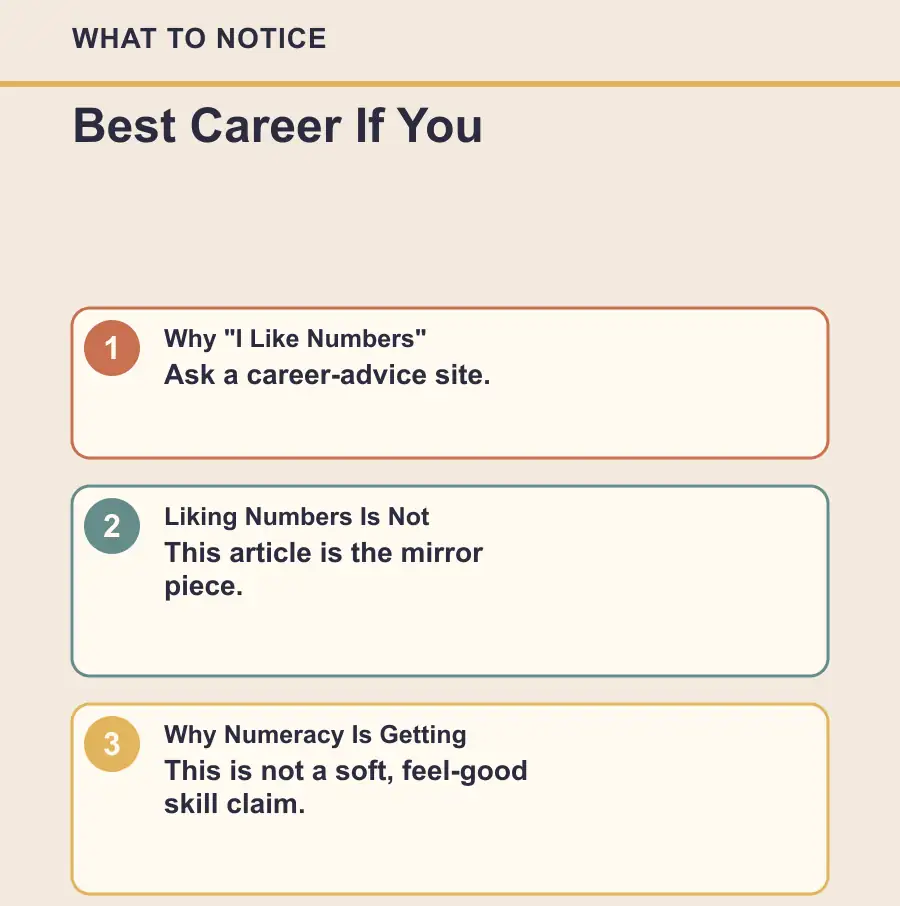 WHAT TO NOTICE
Best Career If You
1
Why "I Like Numbers"
Ask a career-advice site.
2
Liking Numbers Is Not
This article is the mirror
piece.
3
Why Numeracy Is Getting
This is not a soft, feel-good
skill claim.